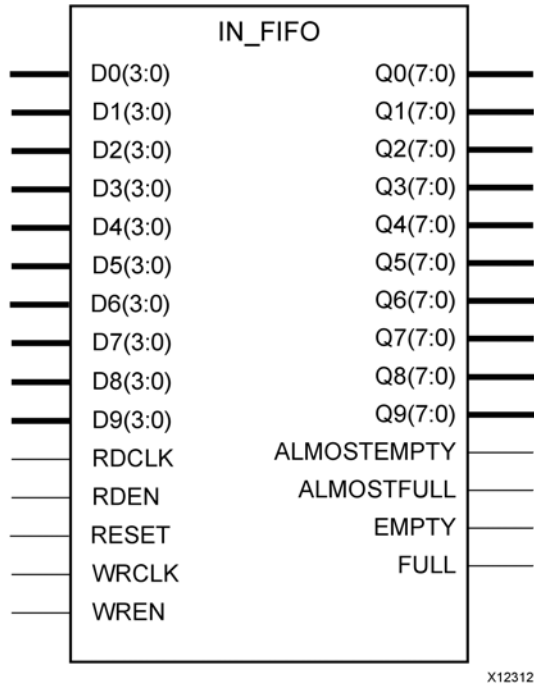 IN_FIFO
D0(3:0) Q0(7:0)
D1(3:0) Q1(7:0)
D2(3:0) Q2(7:0)
D3(3:0) Q3(7:0)
D4(3:0) Q4(7:0)
D5(3:0) Q5(7:0)
D6(3:0) Q6(7:0)
D7(3:0) Q7(7:0)
D8(3:0) Q8(7:0)
D9(3:0) Q9(7:0)
RDCLK ALMOSTEMPTY
RDEN ALMOSTFULL
RESET EMPTY
WRCLK FULL
WREN
X12312